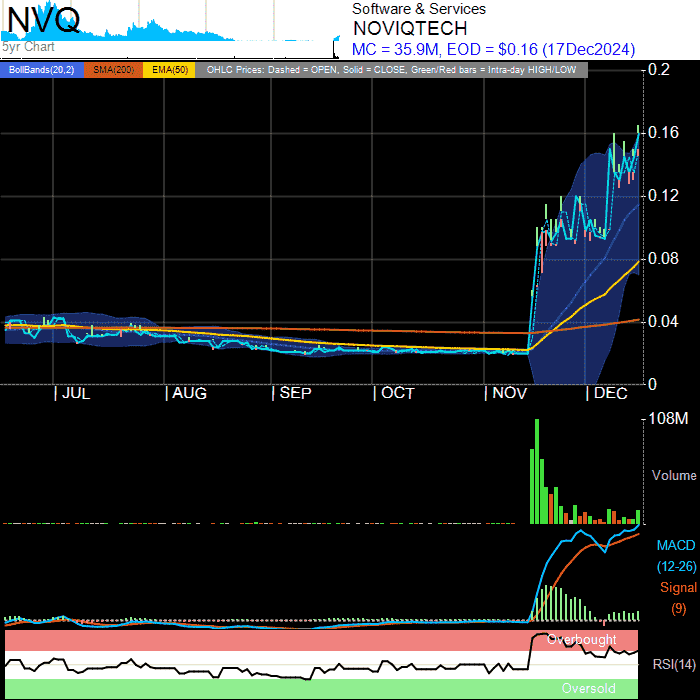 NVQ
5yr Chart
Software & Services
NOVIQTECH
MC = 35.9M, EOD = $0.16 (17Dec2024)
BollBands(20,2) SMA(200) EMA(50) OHLC Prices: Dashed = OPEN, Solid = CLOSE, Green/Red bars = Intra-day HIGH/LOW
0.2
0.16
0.12
0.08
0.04
0
| JUL | AUG | SEP | OCT | NOV | DEC
108M
Volume
MACD
(12-26)
Signal
(9)
Overbought
RSI(14)
Oversold